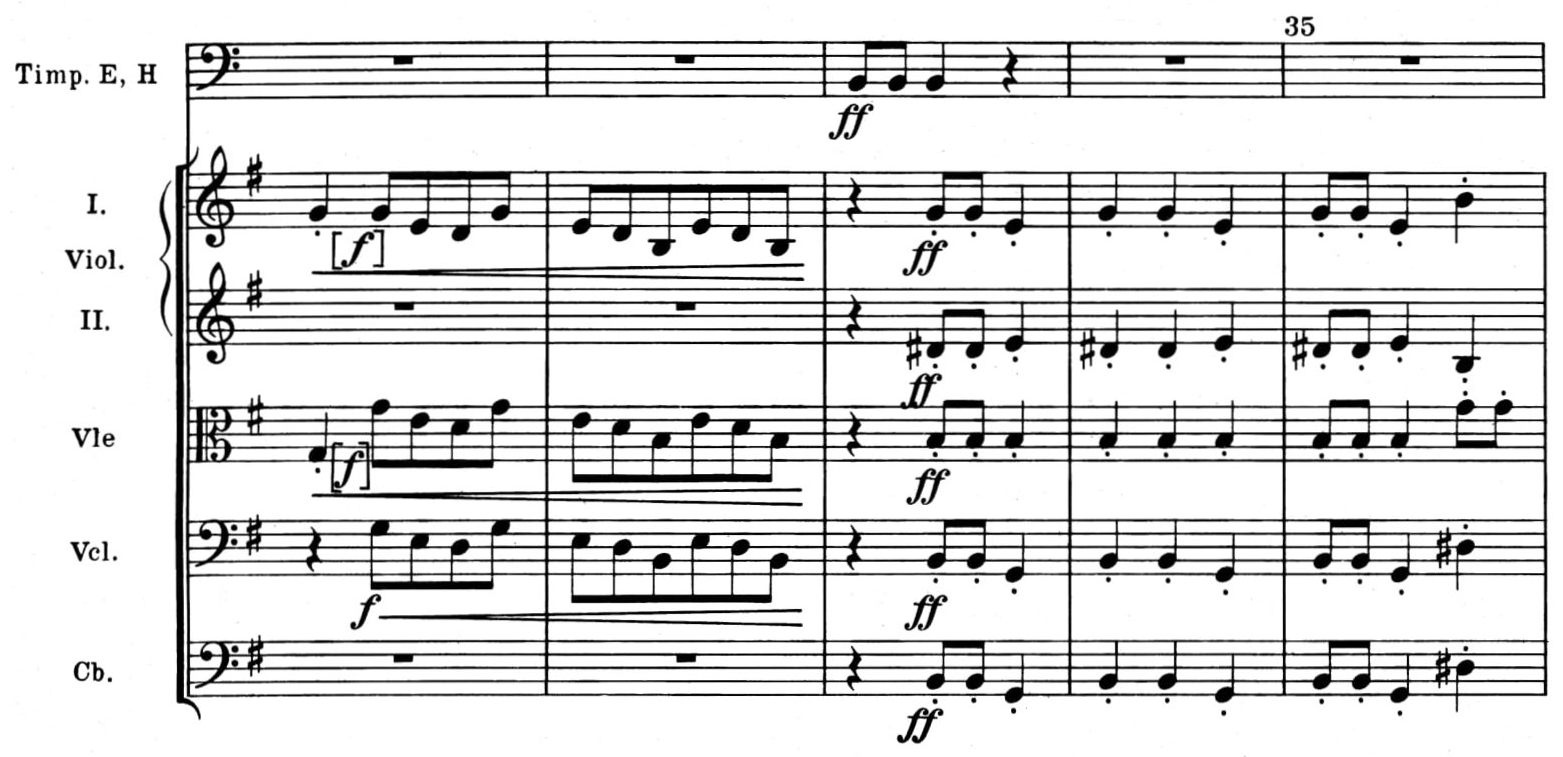 35
Timp. E, H
ff
I.
[f]
ff
Viol.
II.
ff
Vle
[f]
ff
Vcl.
f
ff
Cb.
ff